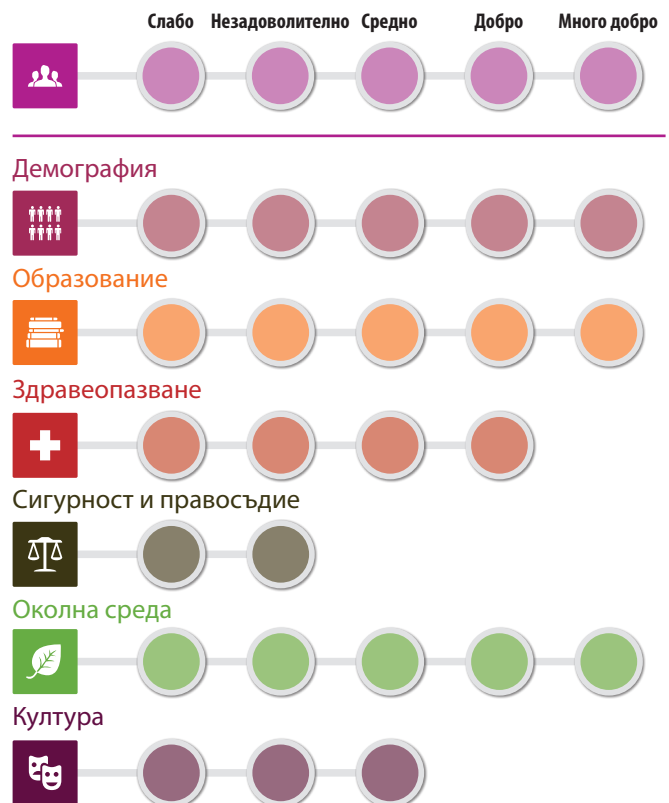 Слабо Незадоволително Средно Добро Много добро
Демография
Образование
Здравеопазване
Сигурност и правосъдие
Околна среда
Култура